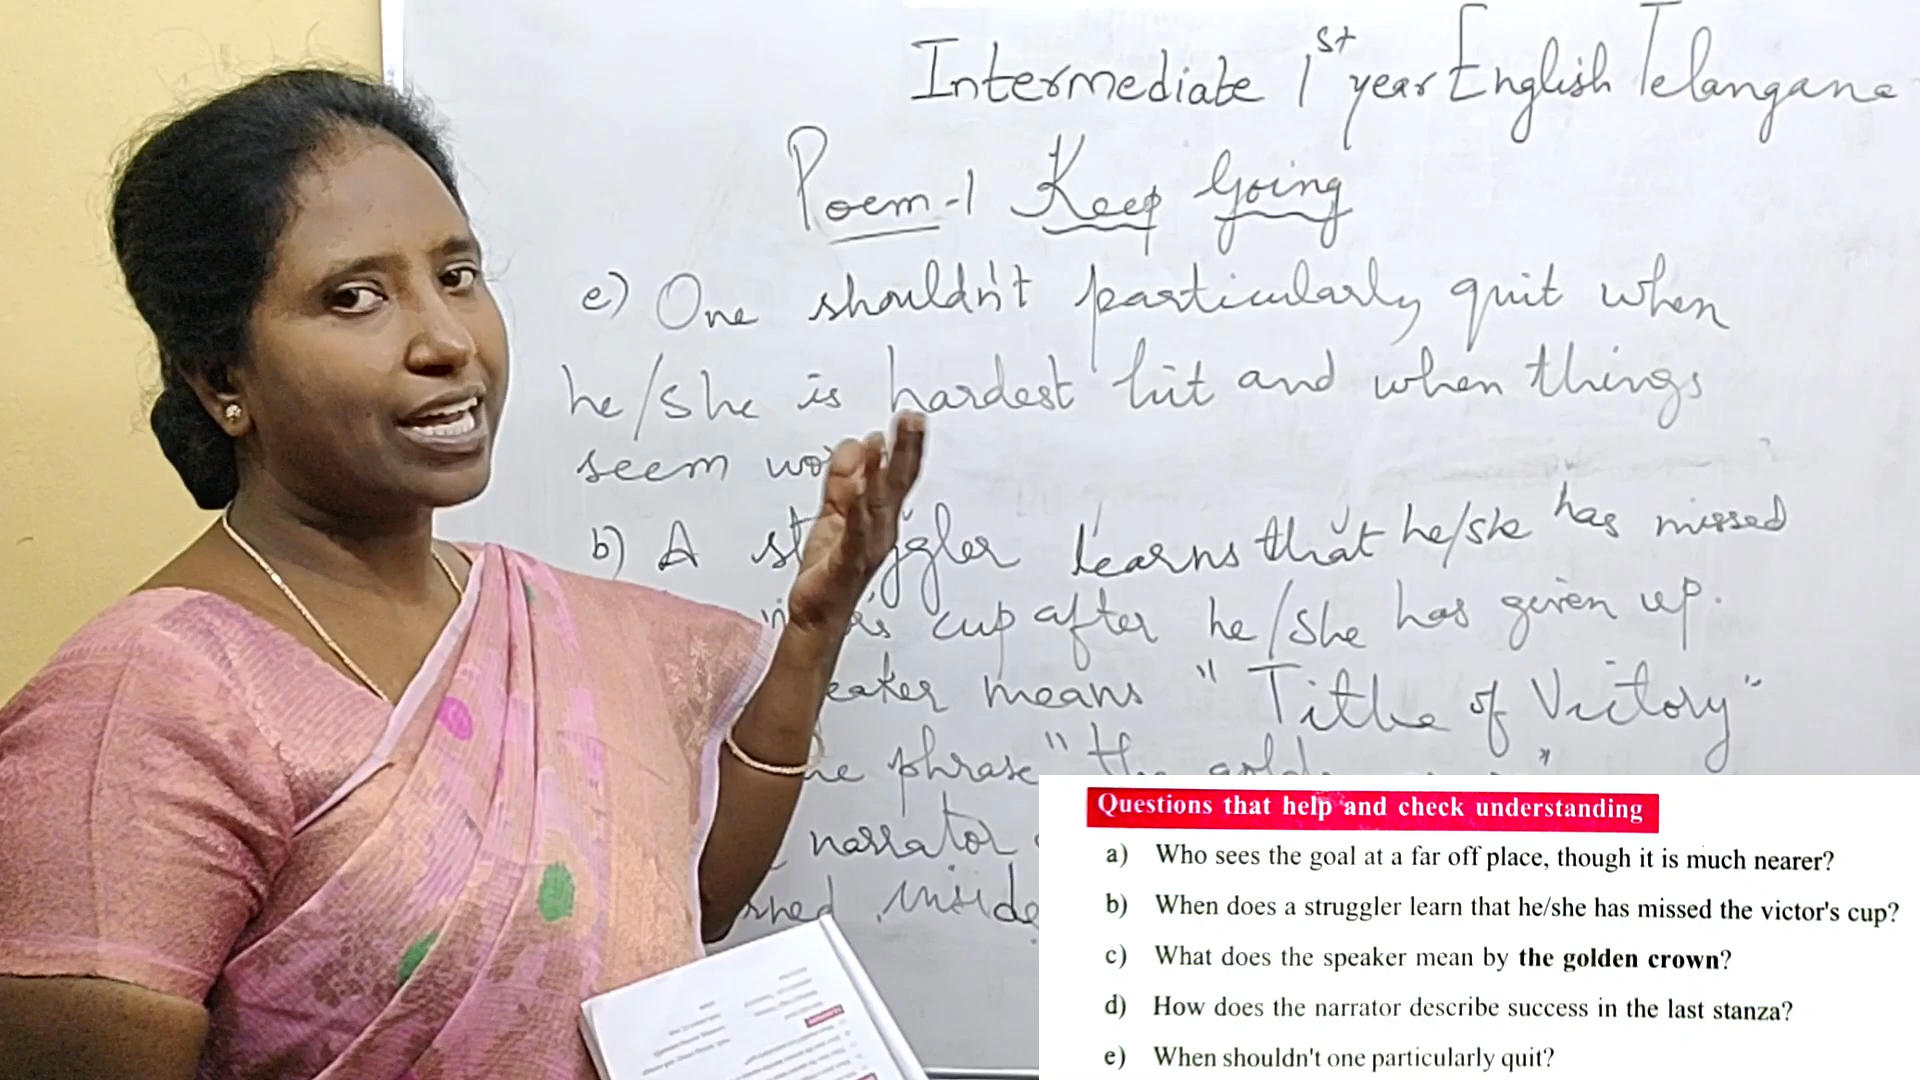 Intermediate 1st year English Telangana
Poem-1 Keep Going
e) One shouldn't particularly quit when
he/she is hardest hit and when things
seem
b) A learns that he/she has missed
cup after he/she has given up.
means "Title of Victory"
phrase "the
narrator
inside
Questions that help and check understanding
a) Who sees the goal at a far off place, though it is much nearer?
b) When does a struggler learn that he/she has missed the victor's cup?
c) What does the speaker mean by the golden crown?
d) How does the narrator describe success in the last stanza?
e) When shouldn't one particularly quit?